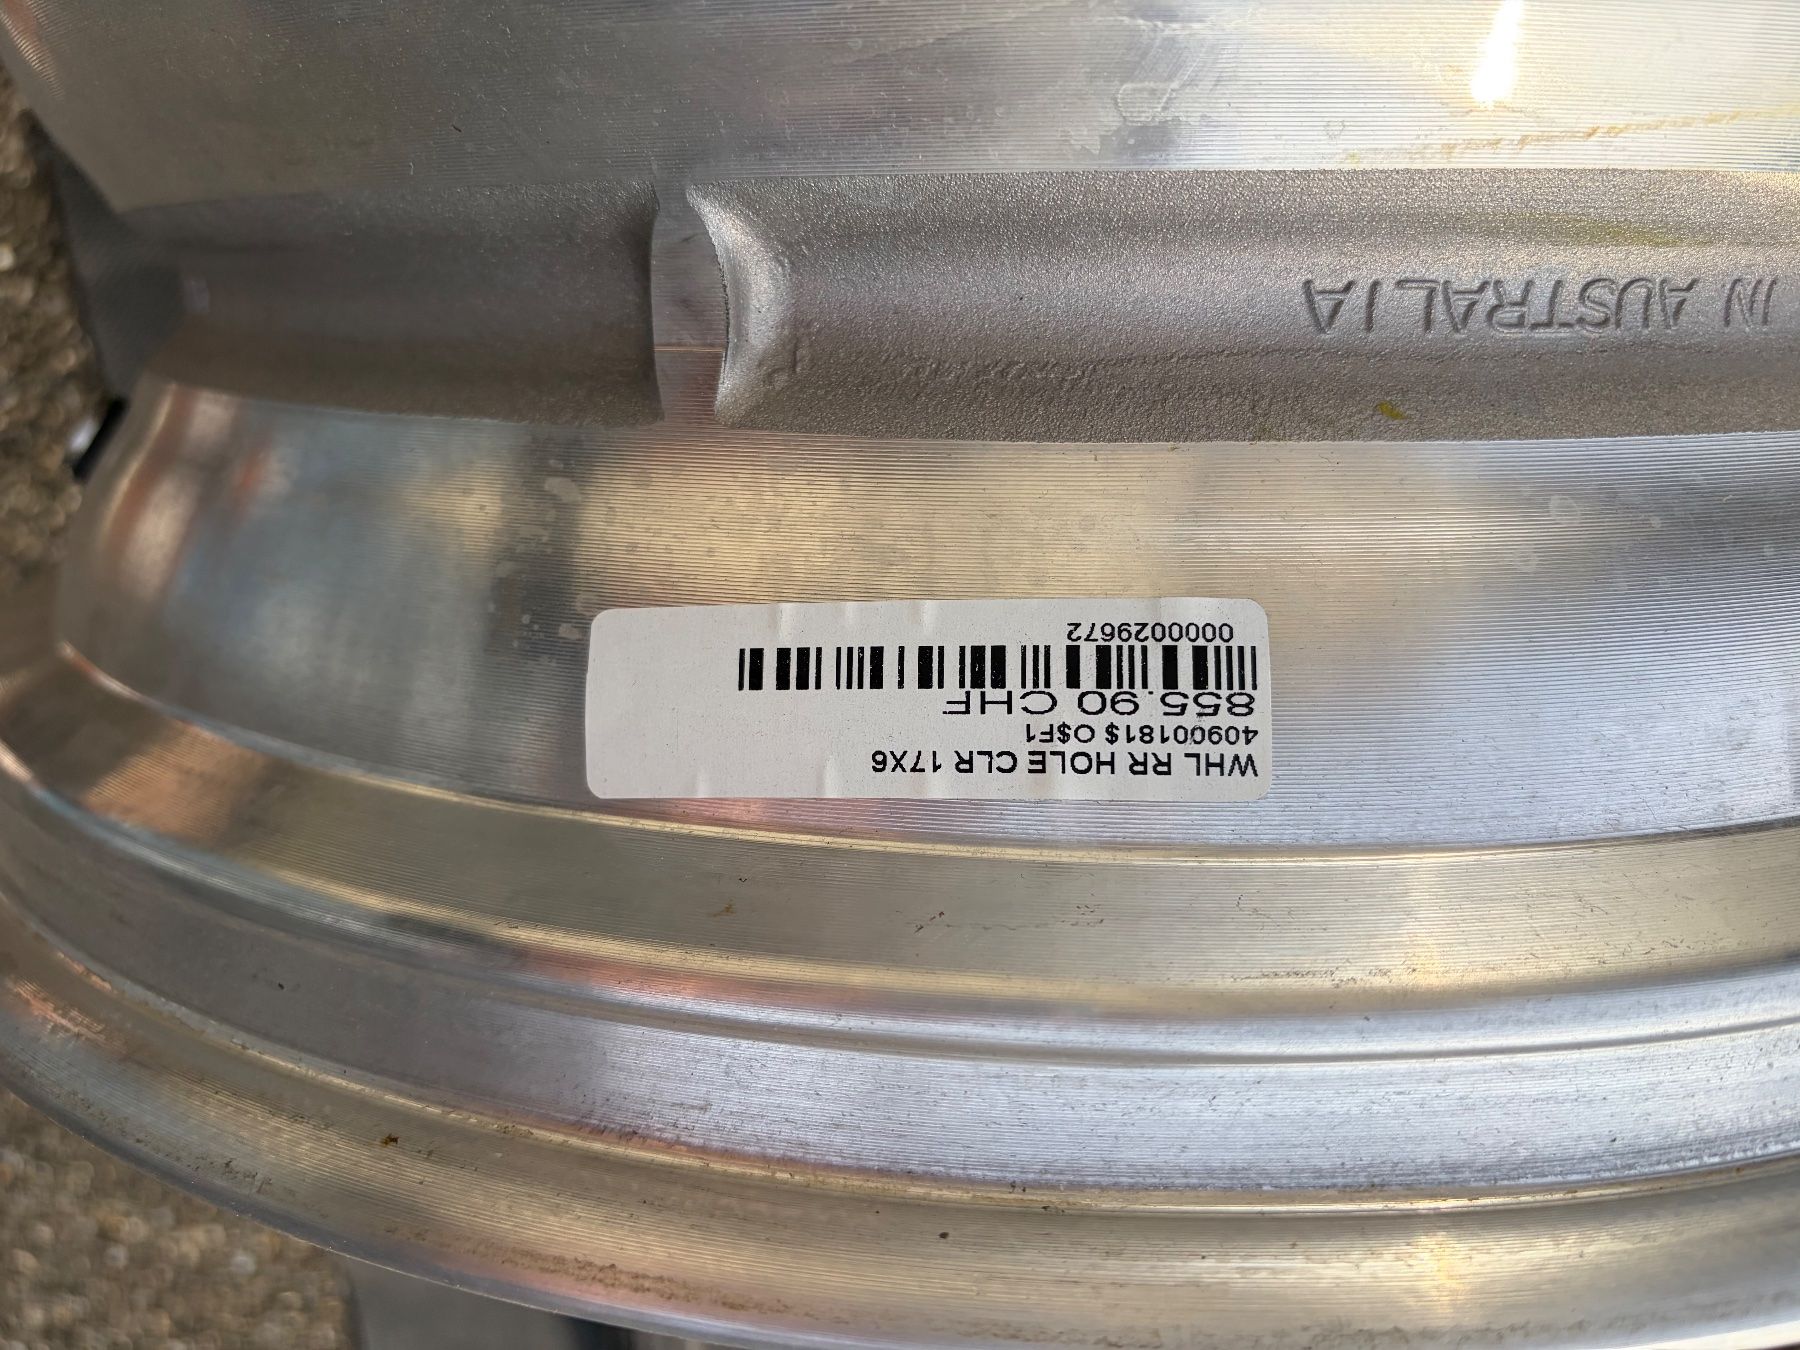 WHL RR HOLE CLR 17X6
40900181$ O$F1
855.90 CHF
0000029672
IN AUSTRALIA